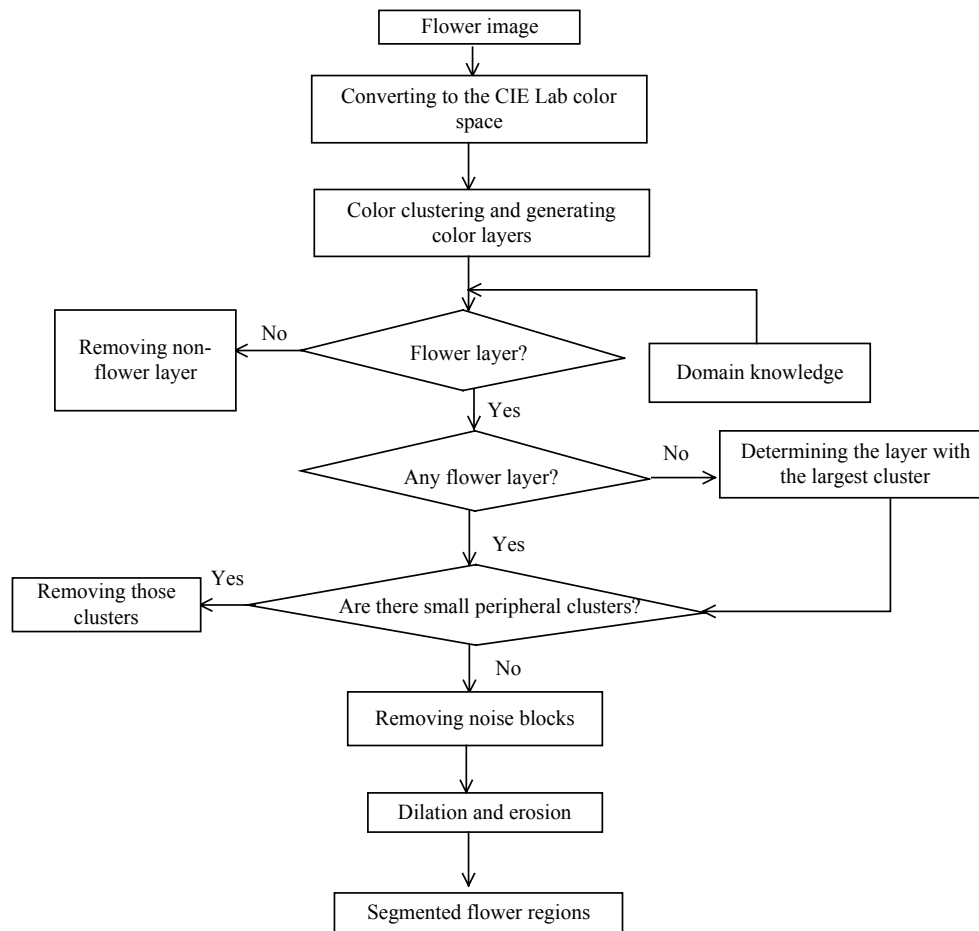 Flower image
Converting to the CIE Lab color
space
Color clustering and generating
color layers
No
Removing non-
flower layer
Flower layer?
Domain knowledge
Yes
Any flower layer?
No
Determining the layer with
the largest cluster
Yes
Yes
Removing those
clusters
Are there small peripheral clusters?
No
Removing noise blocks
Dilation and erosion
Segmented flower regions